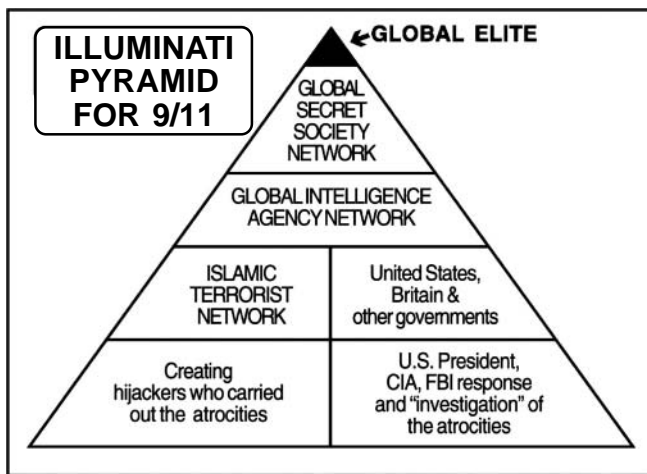 ILLUMINATI
PYRAMID
FOR 9/11
GLOBAL ELITE
GLOBAL
SECRET
SOCIETY
NETWORK
GLOBAL INTELLIGENCE
AGENCY NETWORK
ISLAMIC
TERRORIST
NETWORK
United States,
Britain &
other governments
Creating
hijackers who carried
out the atrocities
U.S. President,
CIA, FBI response
and “investigation” of
the atrocities